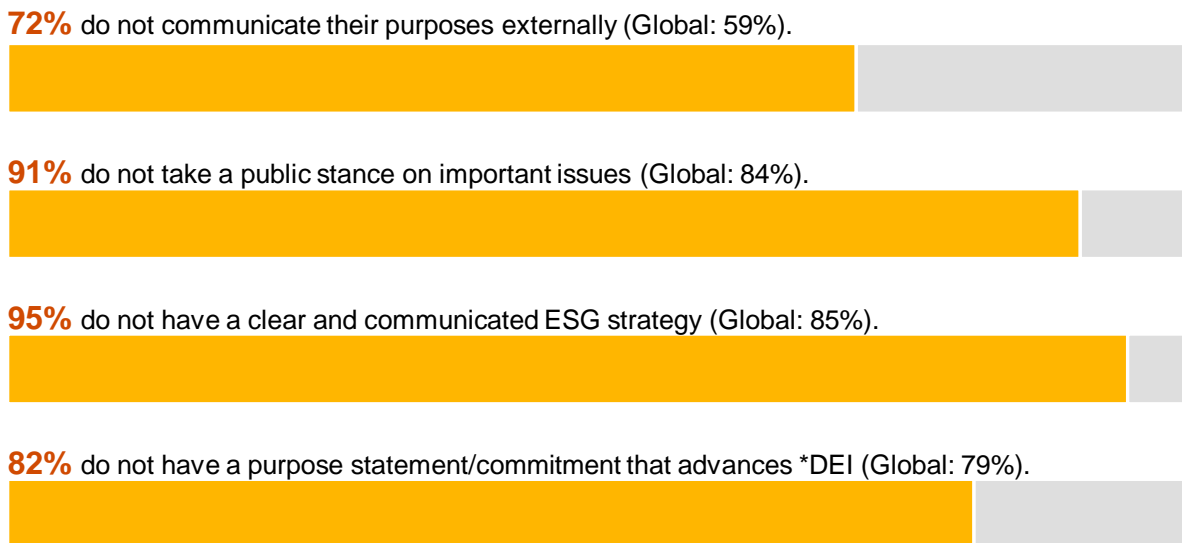 72% do not communicate their purposes externally (Global: 59%).
91% do not take a public stance on important issues (Global: 84%).
95% do not have a clear and communicated ESG strategy (Global: 85%).
82% do not have a purpose statement/commitment that advances *DEI (Global: 79%).